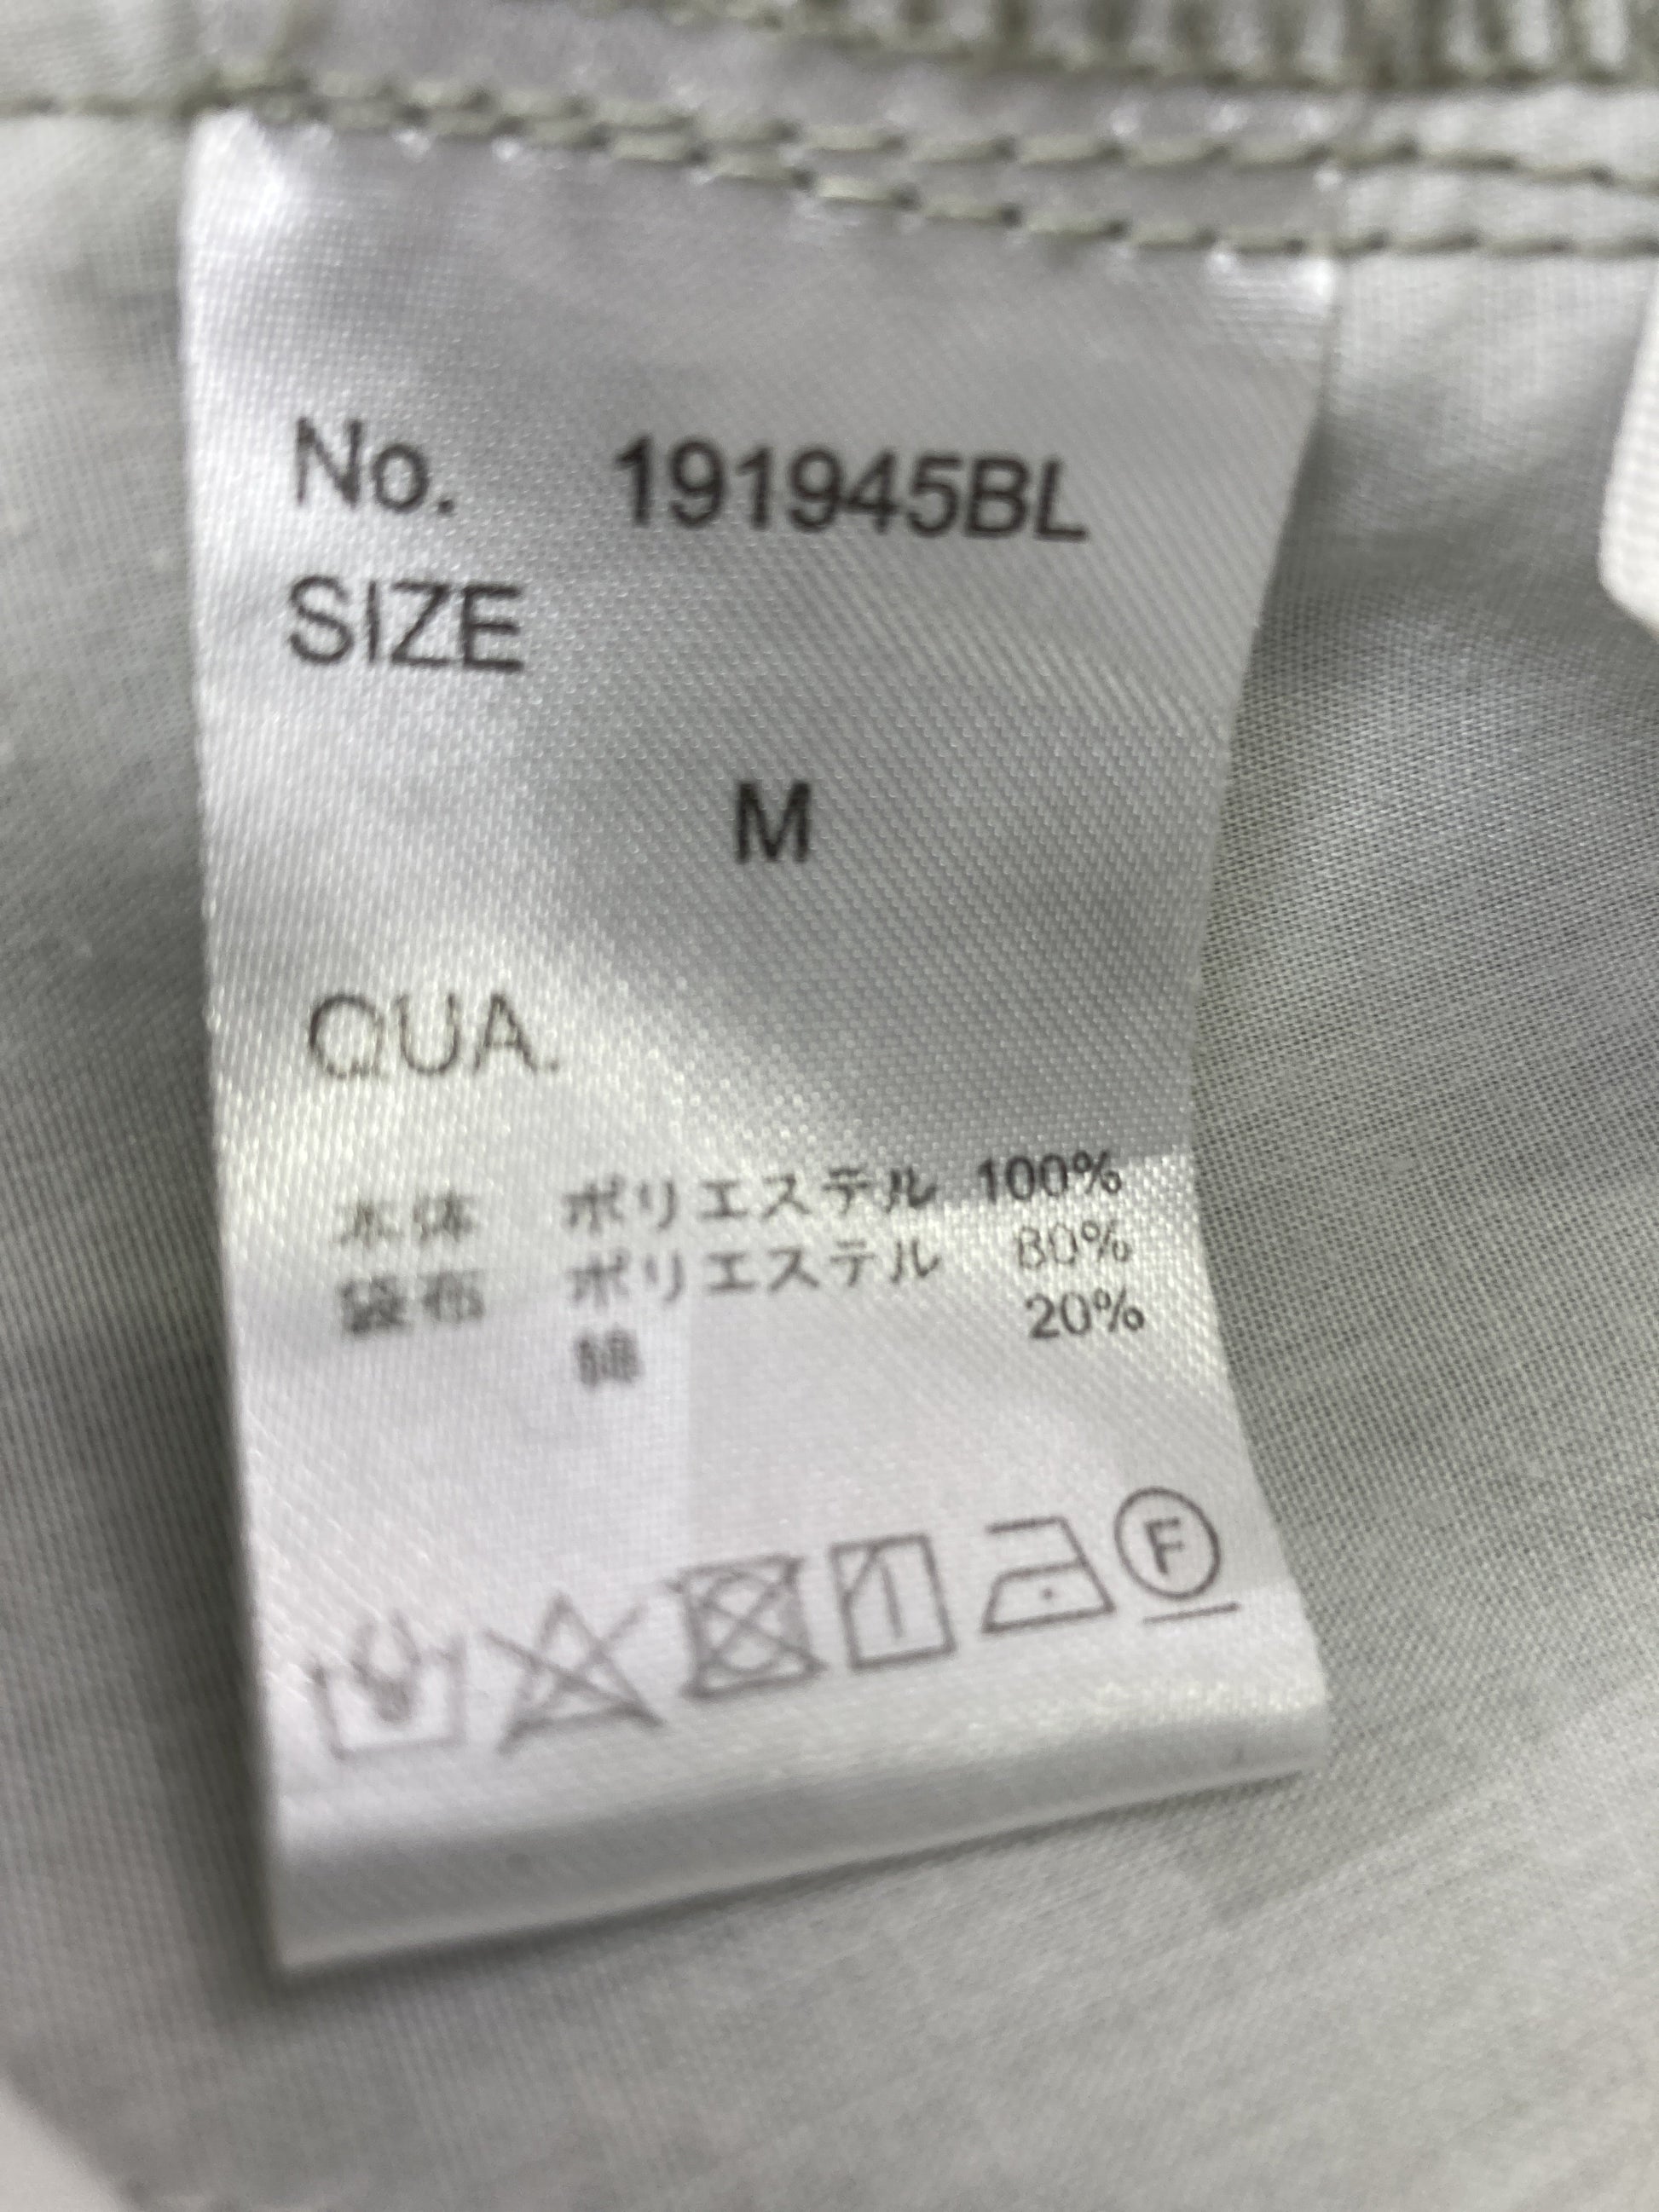 No. 191945BL
SIZE
M
QUA.
本体 ポリエステル 100%
袋布 ポリエステル 80%
綿 20%
F